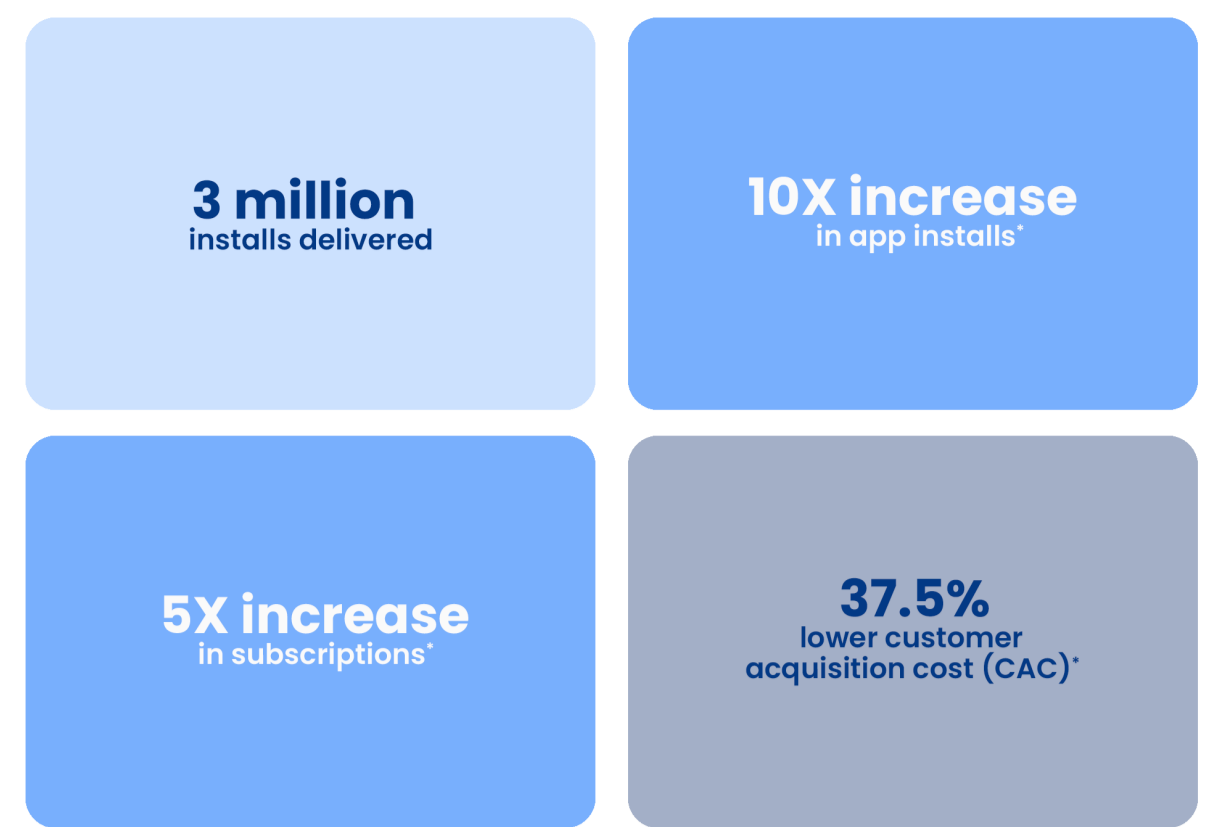 3 million
installs delivered
10X increase
in app installs*
5X increase
in subscriptions*
37.5%
lower customer
acquisition cost (CAC)*